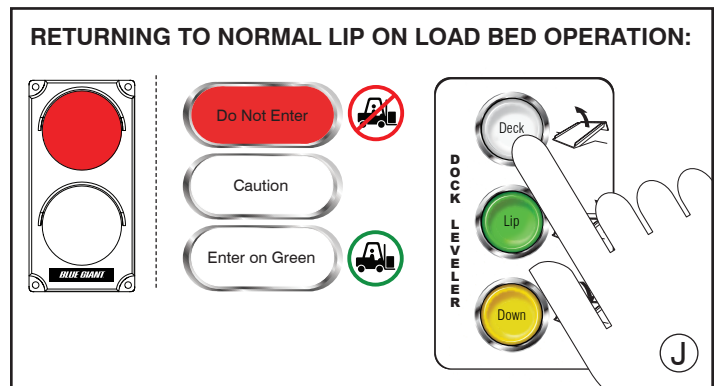 RETURNING TO NORMAL LIP ON LOAD BED OPERATION:
BLUE GIANT
Do Not Enter
Caution
Enter on Green
DOCK LEVELER
Deck
Lip
Down
J